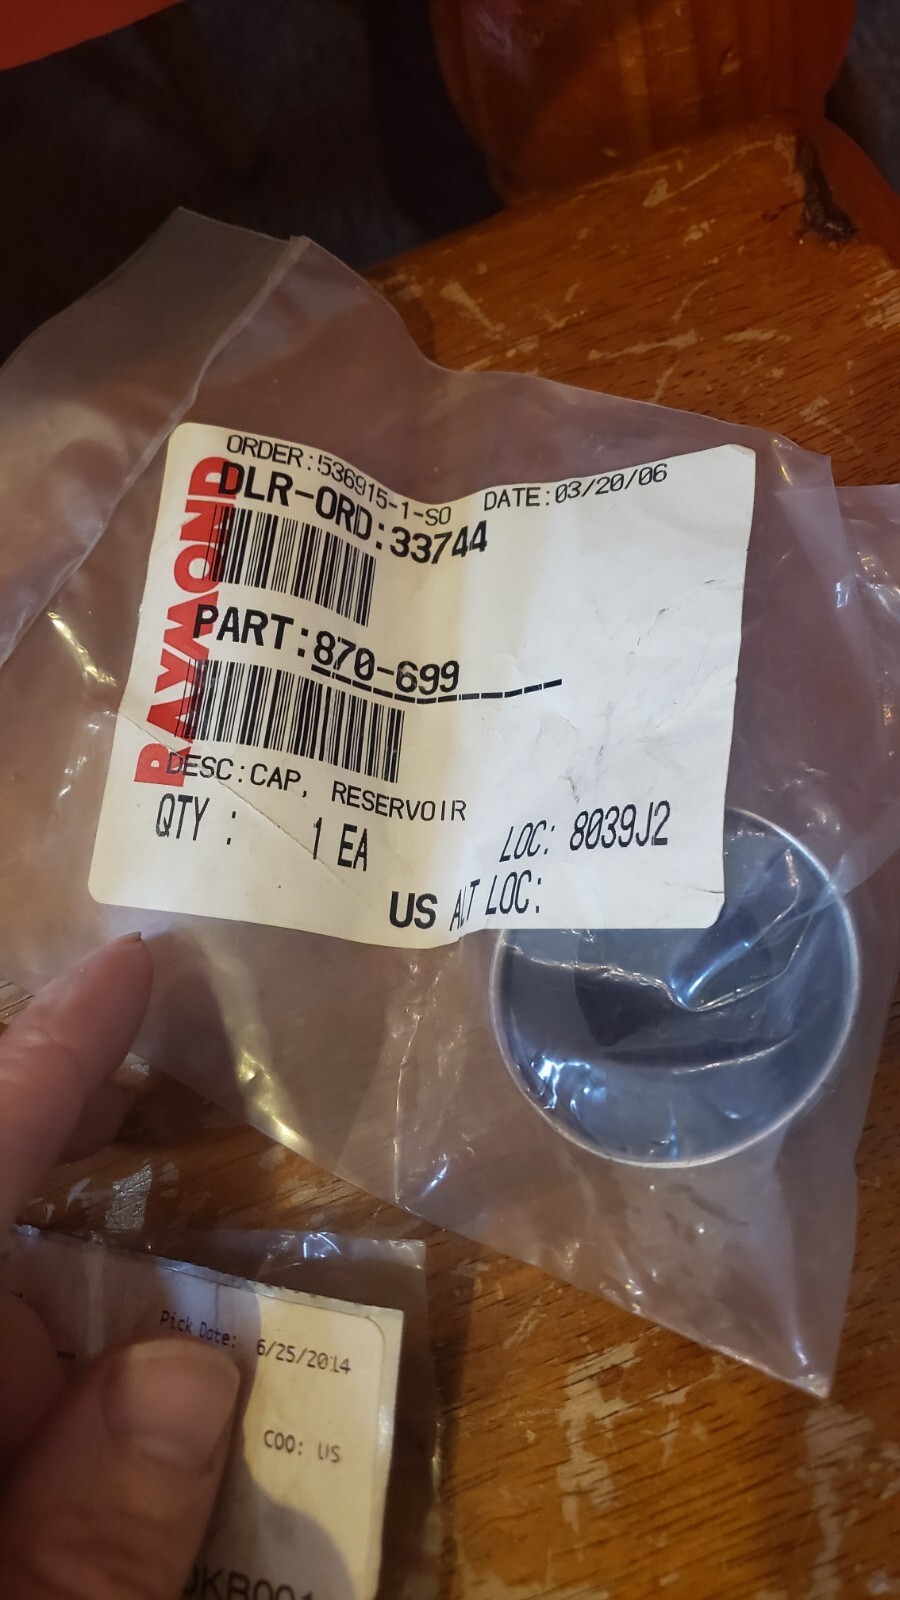 RAYMOND
ORDER:536915-1-SO DATE:03/20/06
DLR-ORD:33744
PART:870-699
DESC:CAP, RESERVOIR
QTY : 1 EA LOC: 8039J2
US ALT LOC:
Pick Date: 6/25/2014
COO: US